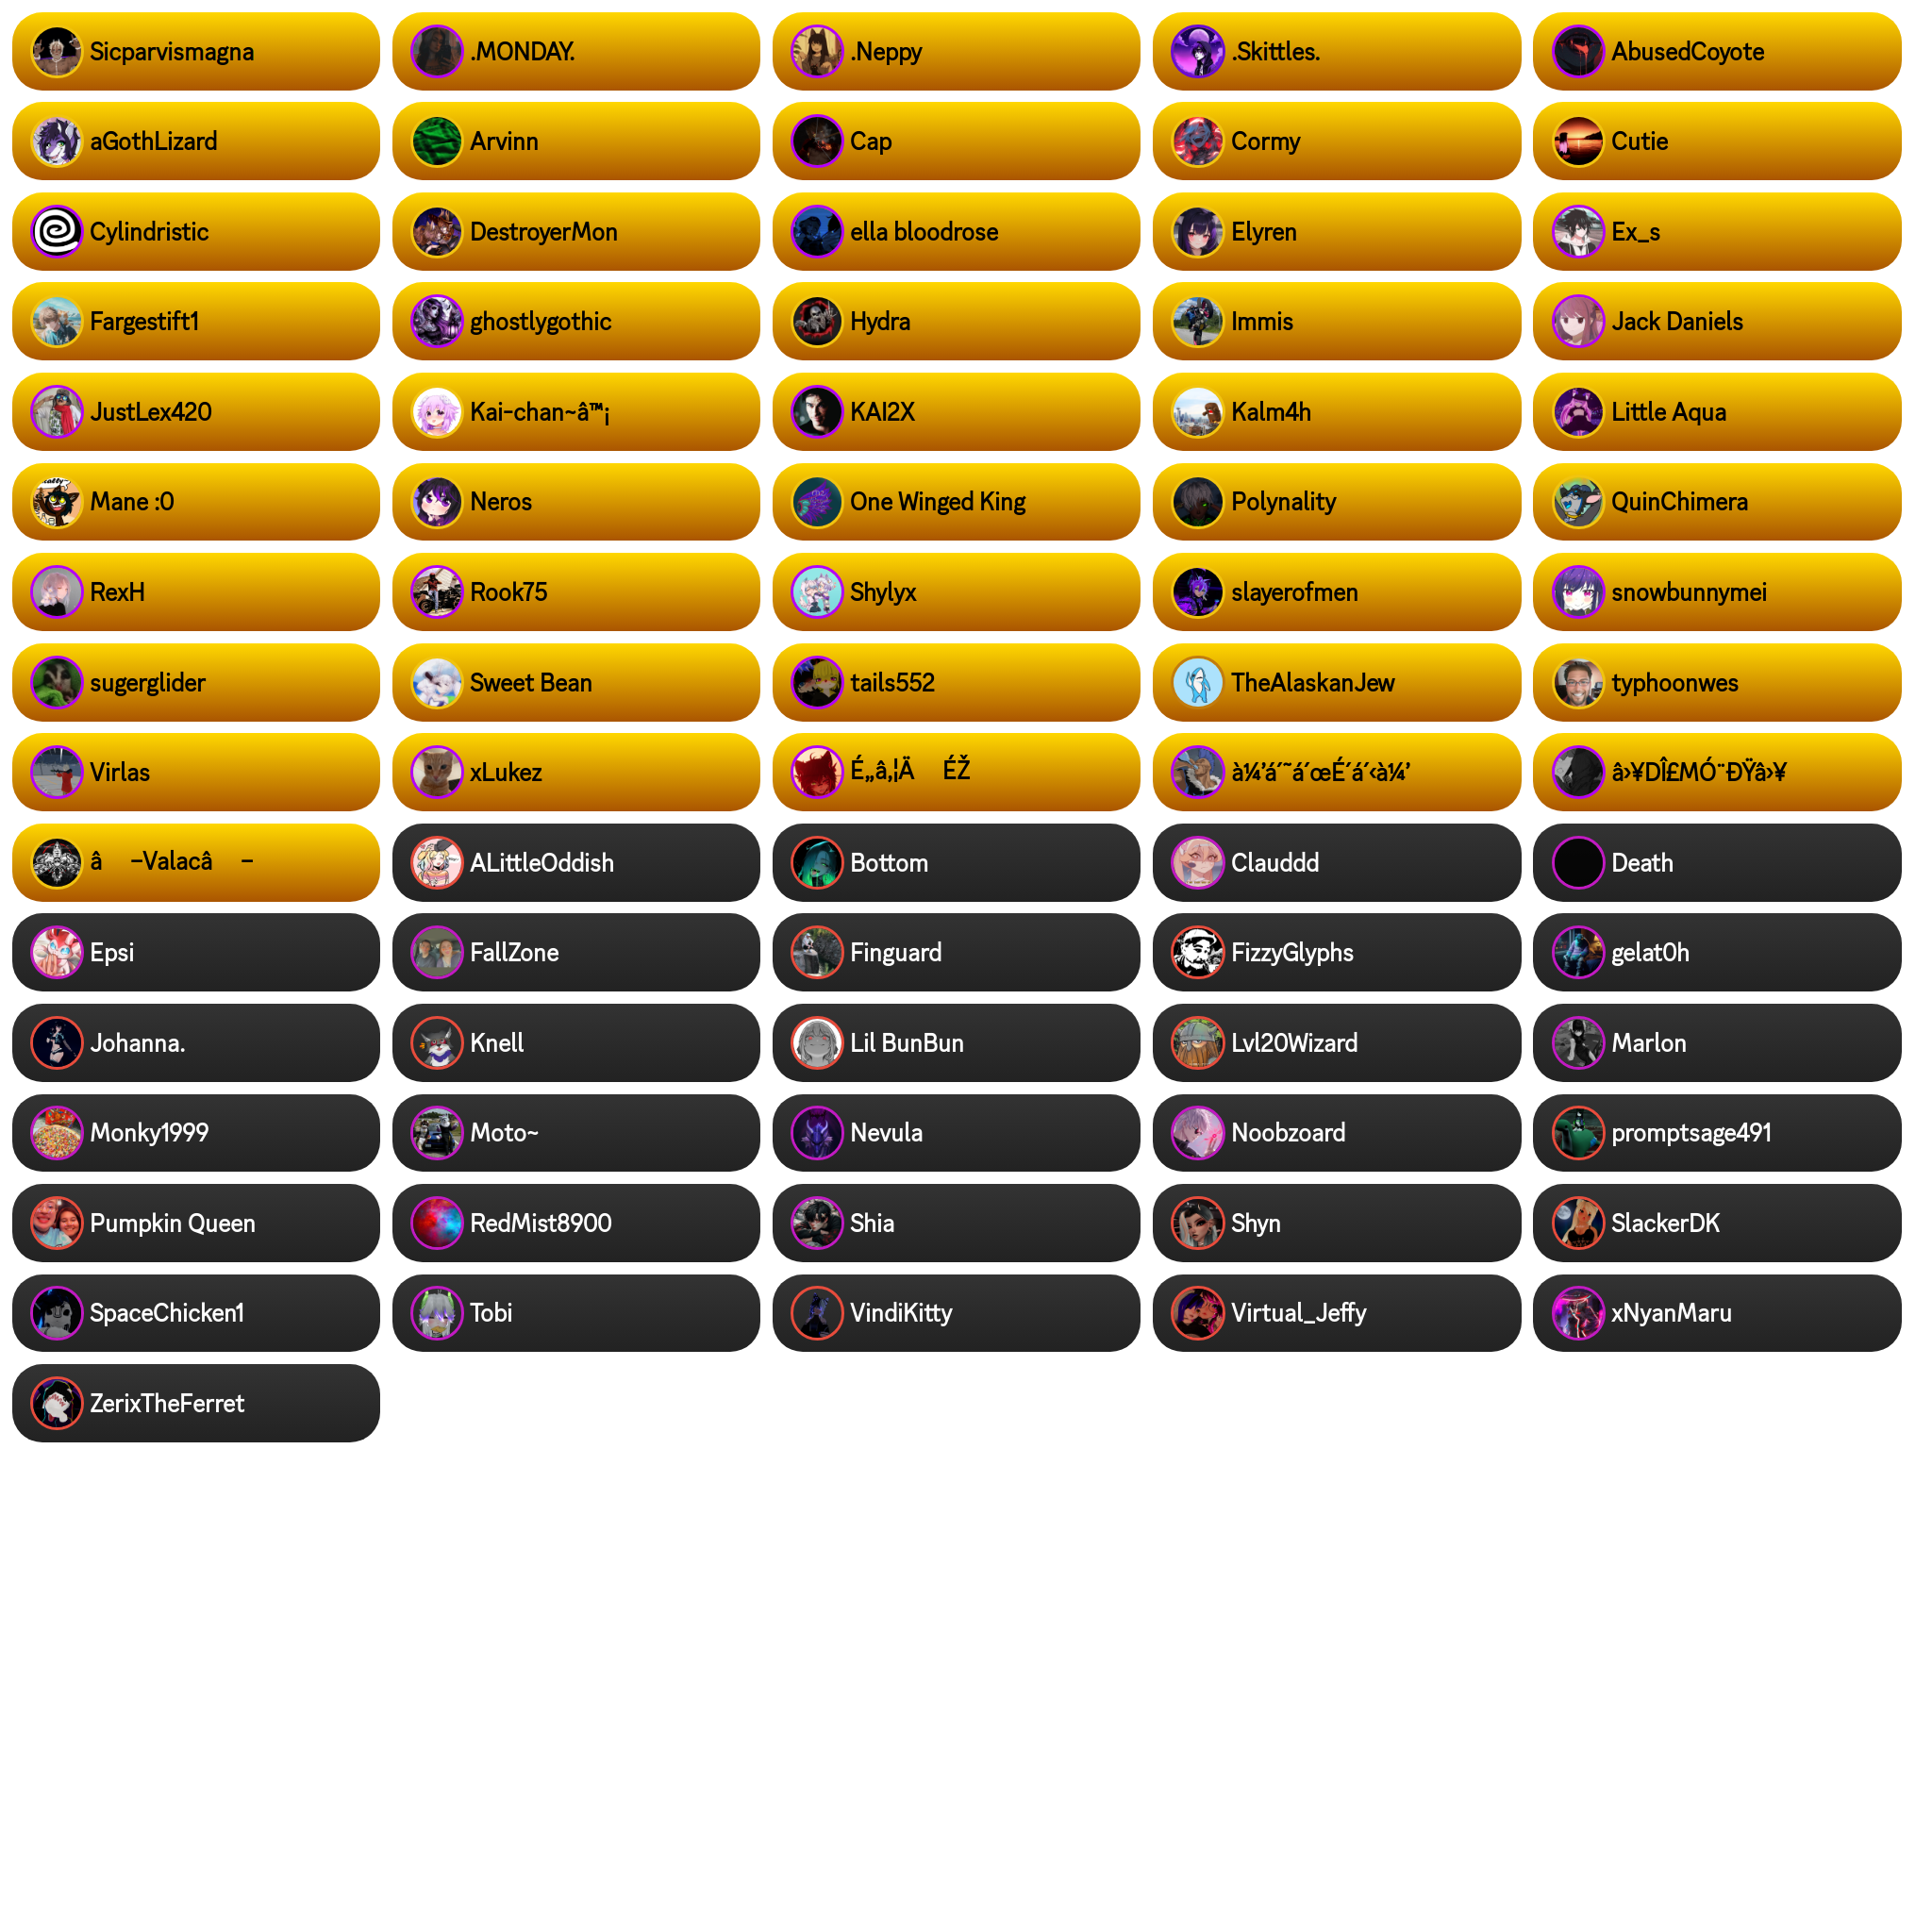 Sicparvismagna
.MONDAY.
.Neppy
.Skittles.
AbusedCoyote
aGothLizard
Arvinn
Cap
Cormy
Cutie
Cylindristic
DestroyerMon
ella bloodrose
Elyren
Ex_s
Fargestift1
ghostlygothic
Hydra
Immis
Jack Daniels
JustLex420
Kai-chan~â™¡
KAI2X
Kalm4h
Little Aqua
Mane :0
Neros
One Winged King
Polynality
QuinChimera
RexH
Rook75
Shylyx
slayerofmen
snowbunnymei
sugerglider
Sweet Bean
tails552
TheAlaskanJew
typhoonwes
Virlas
xLukez
É„â‚¦Ä ÉŽ
à¼’á´˜á´œÉ´á´‹à¼’
â›¥DÎ£MÓ¨ÐŸâ›¥
â –Valacâ –
ALittleOddish
Bottom
Clauddd
Death
Epsi
FallZone
Finguard
FizzyGlyphs
gelat0h
Johanna.
Knell
Lil BunBun
Lvl20Wizard
Marlon
Monky1999
Moto~
Nevula
Noobzoard
promptsage491
Pumpkin Queen
RedMist8900
Shia
Shyn
SlackerDK
SpaceChicken1
Tobi
VindiKitty
Virtual_Jeffy
xNyanMaru
ZerixTheFerret